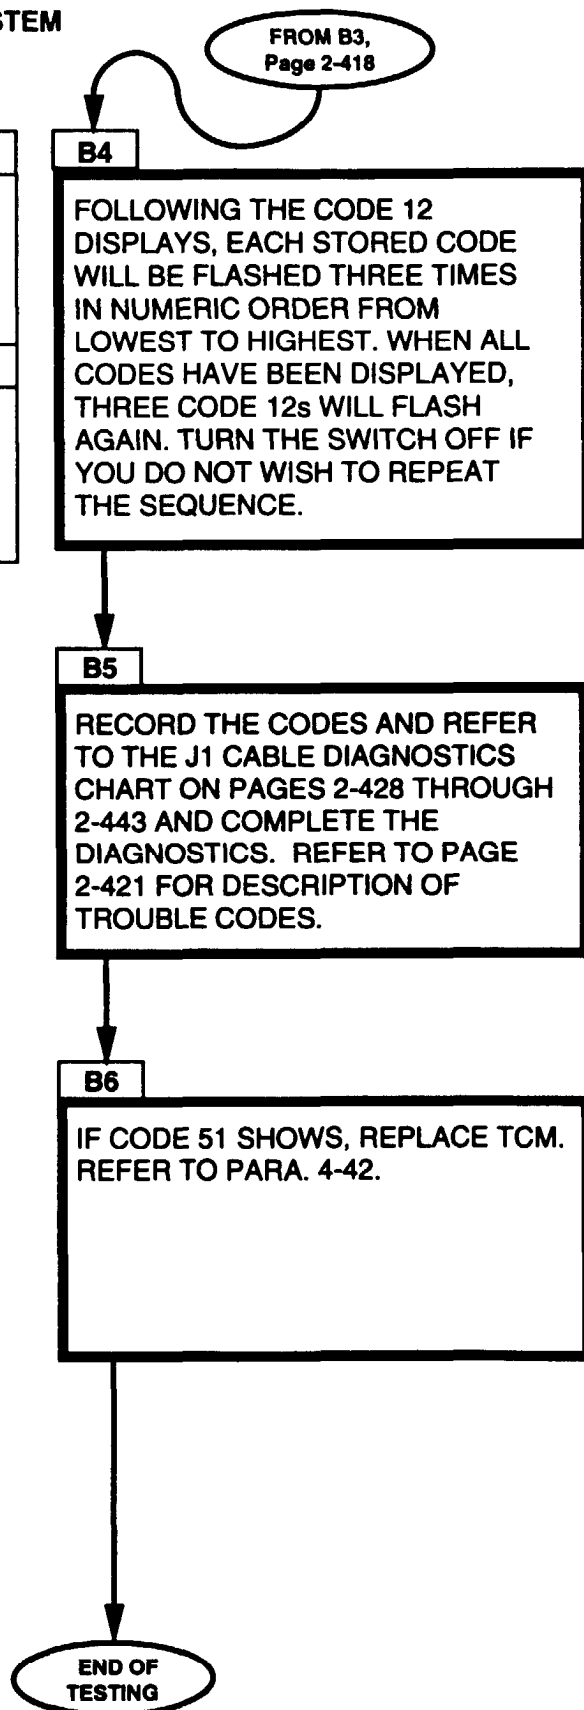 STEM
FROM B3,
Page 2-418
B4
FOLLOWING THE CODE 12
DISPLAYS, EACH STORED CODE
WILL BE FLASHED THREE TIMES
IN NUMERIC ORDER FROM
LOWEST TO HIGHEST. WHEN ALL
CODES HAVE BEEN DISPLAYED,
THREE CODE 12s WILL FLASH
AGAIN. TURN THE SWITCH OFF IF
YOU DO NOT WISH TO REPEAT
THE SEQUENCE.
B5
RECORD THE CODES AND REFER
TO THE J1 CABLE DIAGNOSTICS
CHART ON PAGES 2-428 THROUGH
2-443 AND COMPLETE THE
DIAGNOSTICS. REFER TO PAGE
2-421 FOR DESCRIPTION OF
TROUBLE CODES.
B6
IF CODE 51 SHOWS, REPLACE TCM.
REFER TO PARA. 4-42.
END OF
TESTING